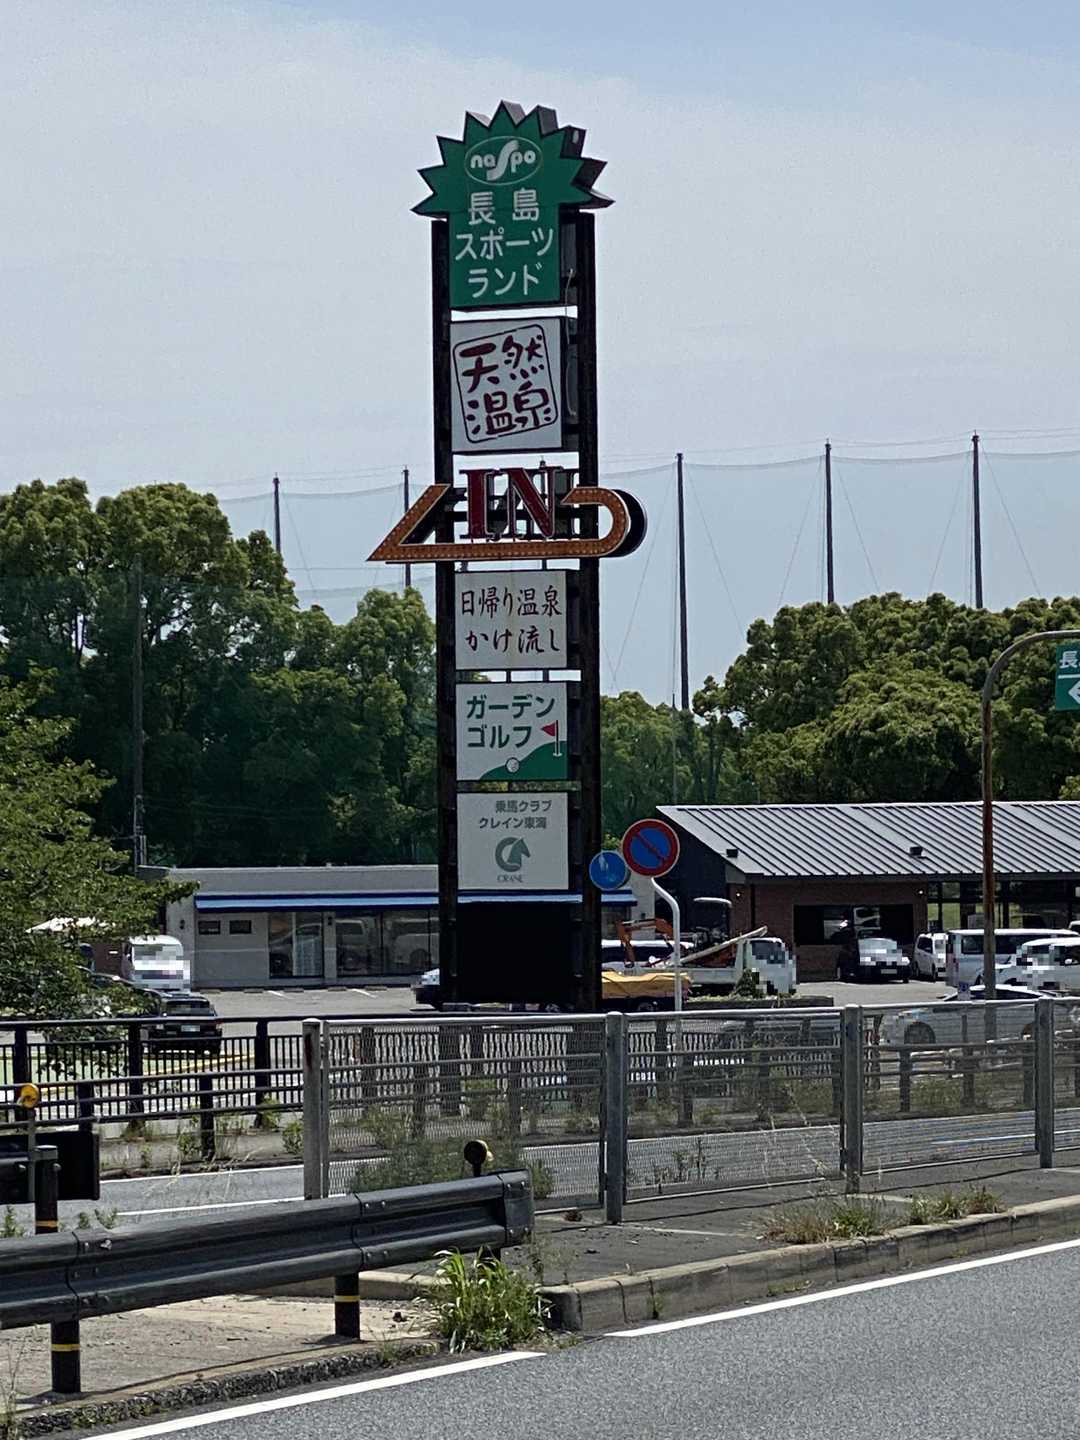 naspo
長島
スポーツ
ランド
天然
温泉
IN
日帰り温泉
かけ流し
ガーデン
ゴルフ
乗馬クラブ
クレイン東海
CRANE
長